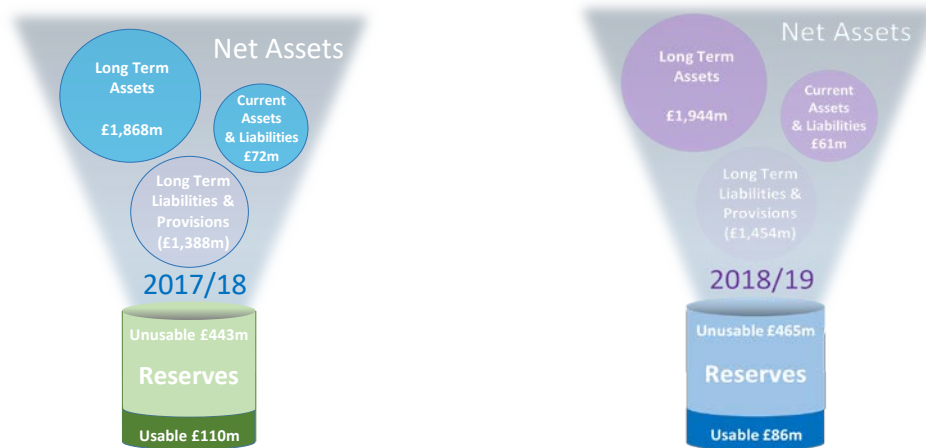 Net Assets
Long Term
Assets
£1,868m
Current
Assets
& Liabilities
£72m
Long Term
Liabilities &
Provisions
(£1,388m)
2017/18
Unusable £443m
Reserves
Usable £110m
Net Assets
Long Term
Assets
£1,944m
Current
Assets
& Liabilities
£61m
Long Term
Liabilities &
Provisions
(£1,454m)
2018/19
Unusable £465m
Reserves
Usable £86m